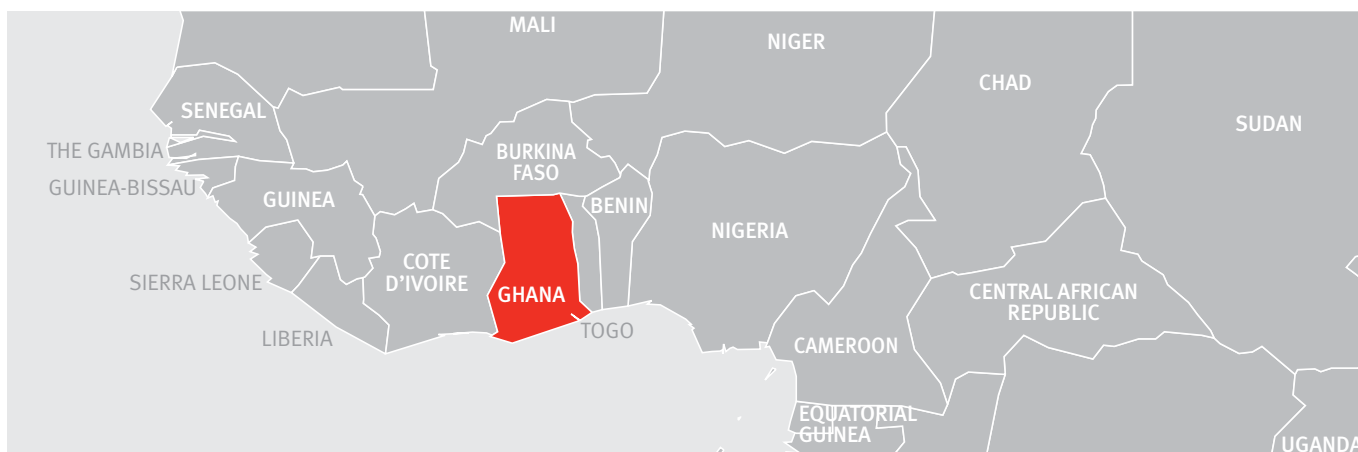 MALI
NIGER
CHAD
SENEGAL
SUDAN
THE GAMBIA
BURKINA
FASO
GUINEA-BISSAU
GUINEA
BENIN
NIGERIA
COTE
D'IVOIRE
SIERRA LEONE
GHANA
CENTRAL AFRICAN
REPUBLIC
LIBERIA
TOGO
CAMEROON
EQUATORIAL
GUINEA
UGANDA